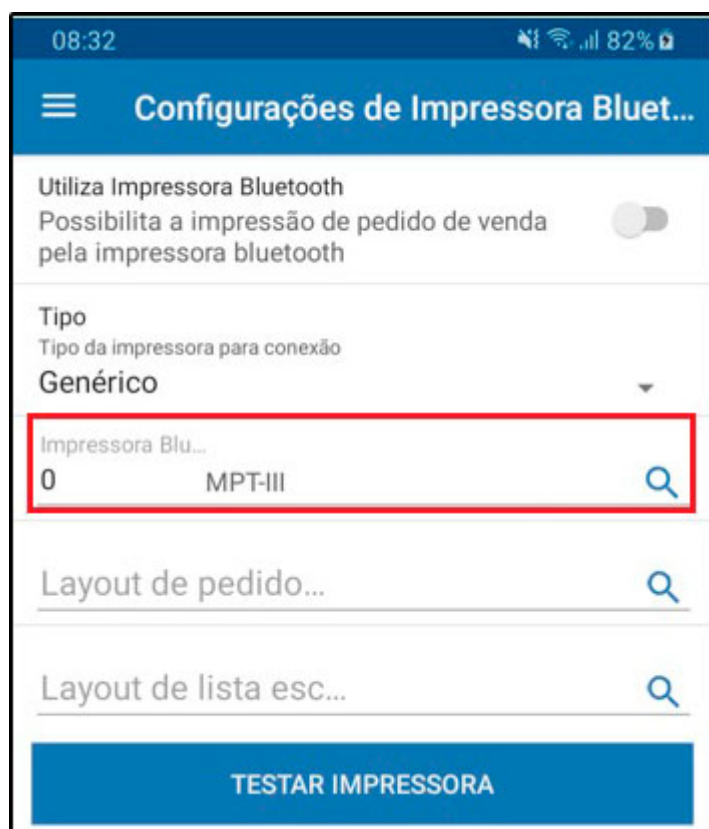 08:32 82%
Configurações de Impressora Bluet...
Utiliza Impressora Bluetooth
Possibilita a impressão de pedido de venda
pela impressora bluetooth
Tipo
Tipo da impressora para conexão
Genérico
Impressora Blu...
0 MPT-III
Layout de pedido...
Layout de lista esc...
TESTAR IMPRESSORA